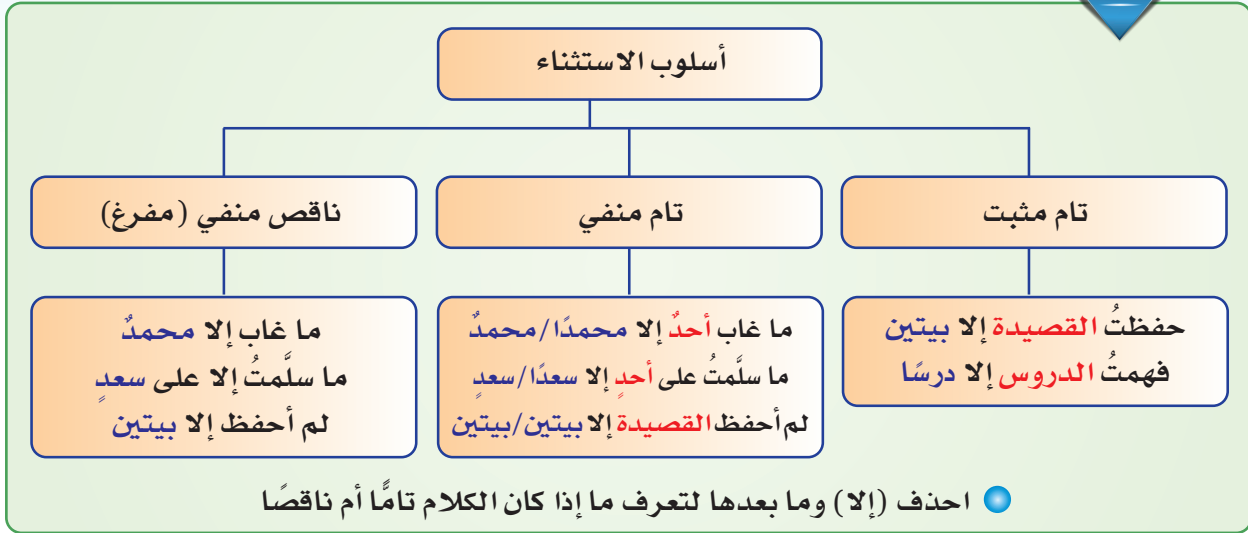 أسلوب الاستثناء
تام مثبت
تام منفي
ناقص منفي (مفرغ)
حفظتُ القصيدة إلا بيتين
فهمتُ الدروس إلا درسًا
ما غاب أحدٌ إلا محمدًا/محمدٌ
ما سلَّمتُ على أحدٍ إلا سعدًا/سعدٍ
لم أحفظ القصيدة إلا بيتين/بيتين
ما غاب إلا محمدٌ
ما سلَّمتُ إلا على سعدٍ
لم أحفظ إلا بيتين
احذف (إلا) وما بعدها لتعرف ما إذا كان الكلام تامًّا أم ناقصًا